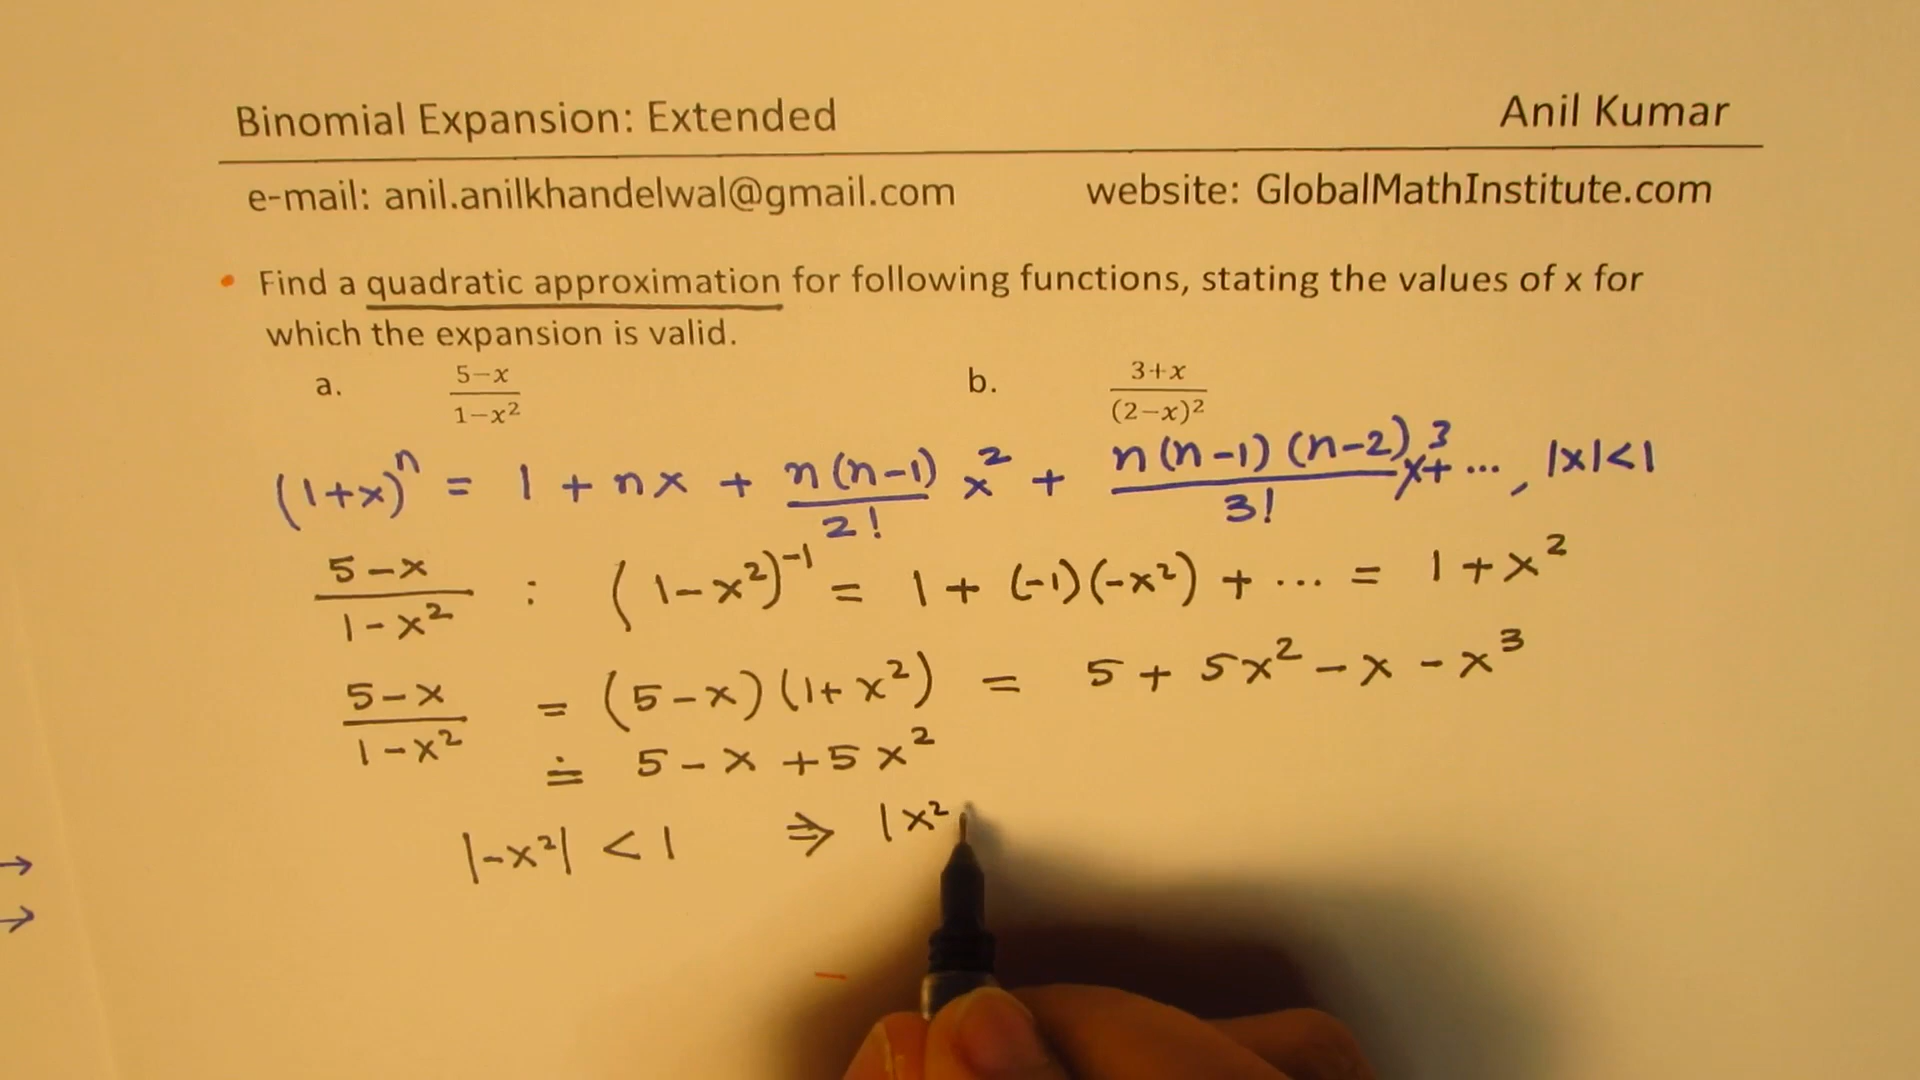 Binomial Expansion: Extended Anil Kumar
e-mail: anil.anilkhandelwal@gmail.com website: GlobalMathInstitute.com
• Find a quadratic approximation for following functions, stating the values of x for
which the expansion is valid.
a. (5−x)/(1−x²) b. (3+x)/((2−x)²)
(1+x)ⁿ = 1 + nx + n(n−1)/2! x² + n(n−1)(n−2)/3! x³+ ..., |x|<1
(5−x)/(1−x²) : (1−x²)⁻¹ = 1 + (−1)(−x²) + ... = 1 + x²
(5−x)/(1−x²) = (5−x)(1+x²) = 5 + 5x² − x − x³
≐ 5 − x + 5x²
|−x²| < 1 ⇒ |x²
→
→